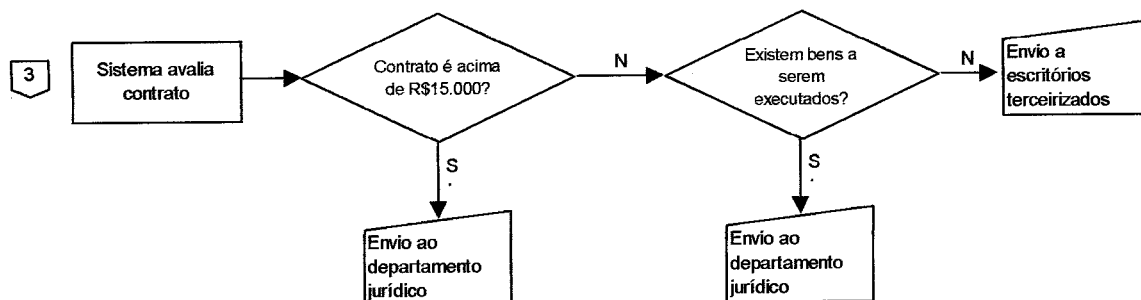 3
Sistema avalia
contrato
Contrato é acima
de R$15.000?
N
Existem bens a
serem
executados?
N
Envio a
escritórios
terceirizados
S
S
Envio ao
departamento
jurídico
Envio ao
departamento
jurídico